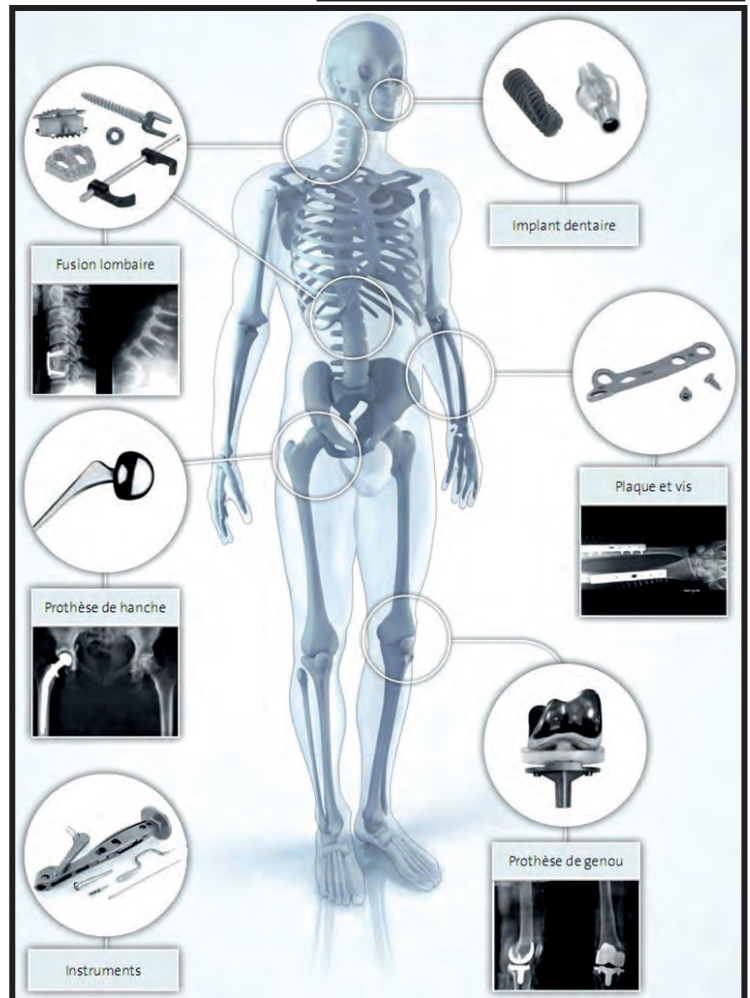 Implant dentaire
Fusion lombaire
Plaque et vis
Prothèse de hanche
Prothèse de genou
Instruments